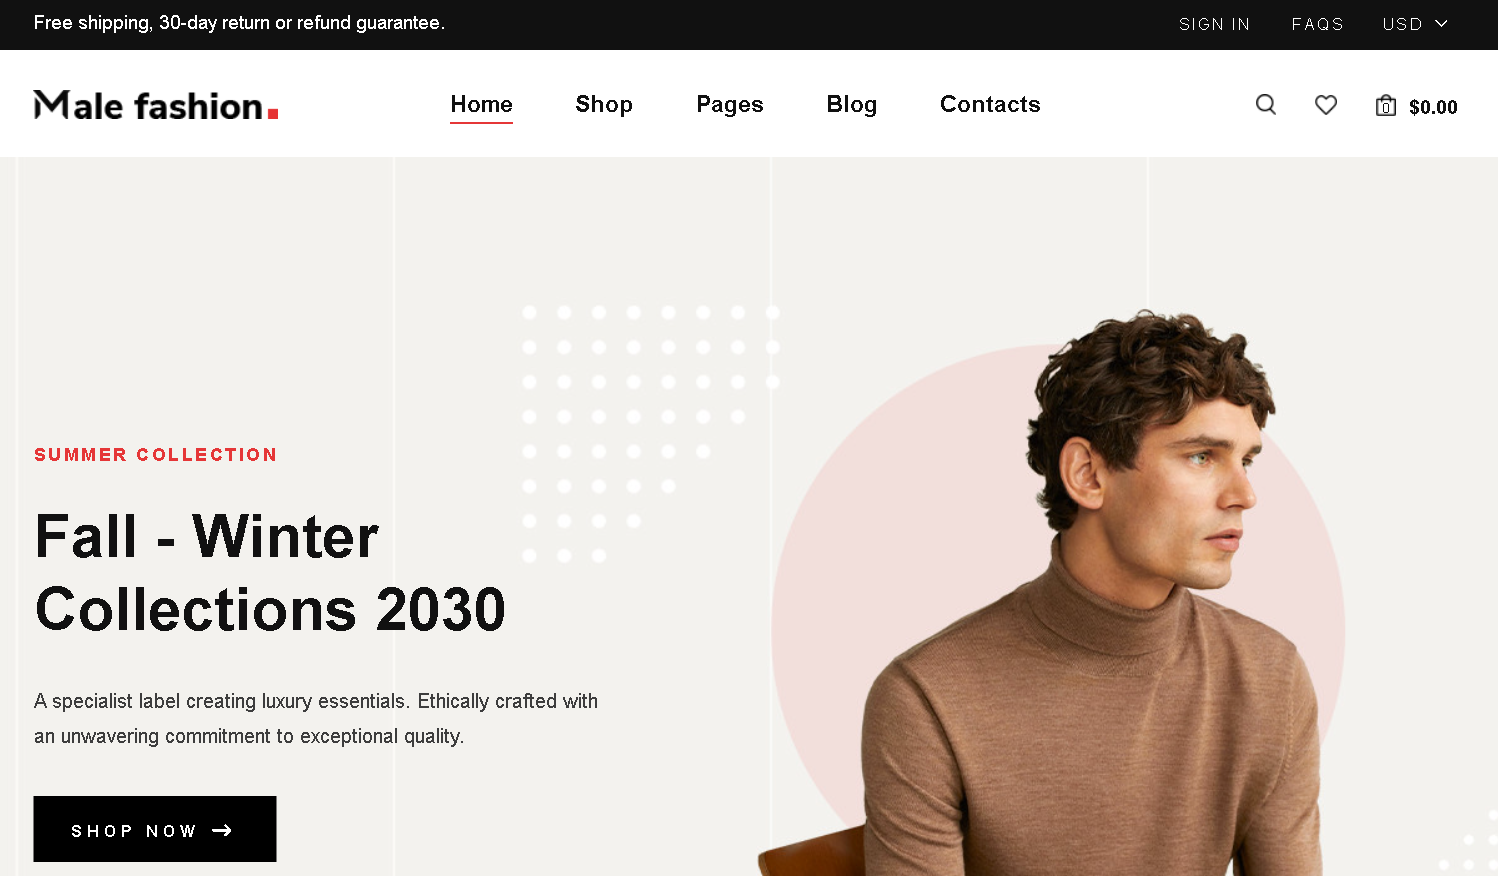 Free shipping, 30-day return or refund guarantee.
SIGN IN FAQS USD
Male fashion.
Home Shop Pages Blog Contacts
0 $0.00
SUMMER COLLECTION
Fall - Winter
Collections 2030
A specialist label creating luxury essentials. Ethically crafted with
an unwavering commitment to exceptional quality.
SHOP NOW